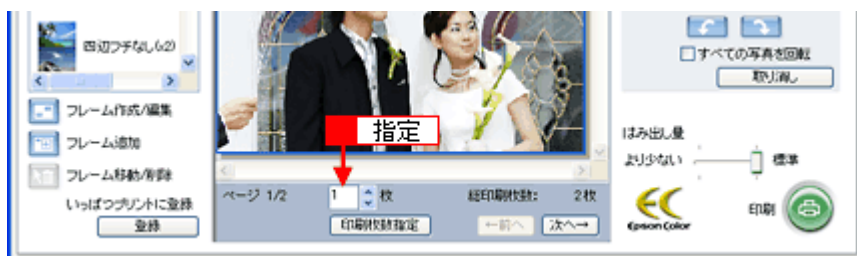 四辺フチなし(x2)
フレーム作成/編集
フレーム追加
フレーム移動/削除
いっぱつプリントに登録
登録
指定
ページ 1/2
1
枚
総印刷枚数:
2枚
印刷枚数指定
←前へ
次へ→
すべての写真を回転
取り消し
はみ出し量
より少ない
標準
Epson Color
印刷